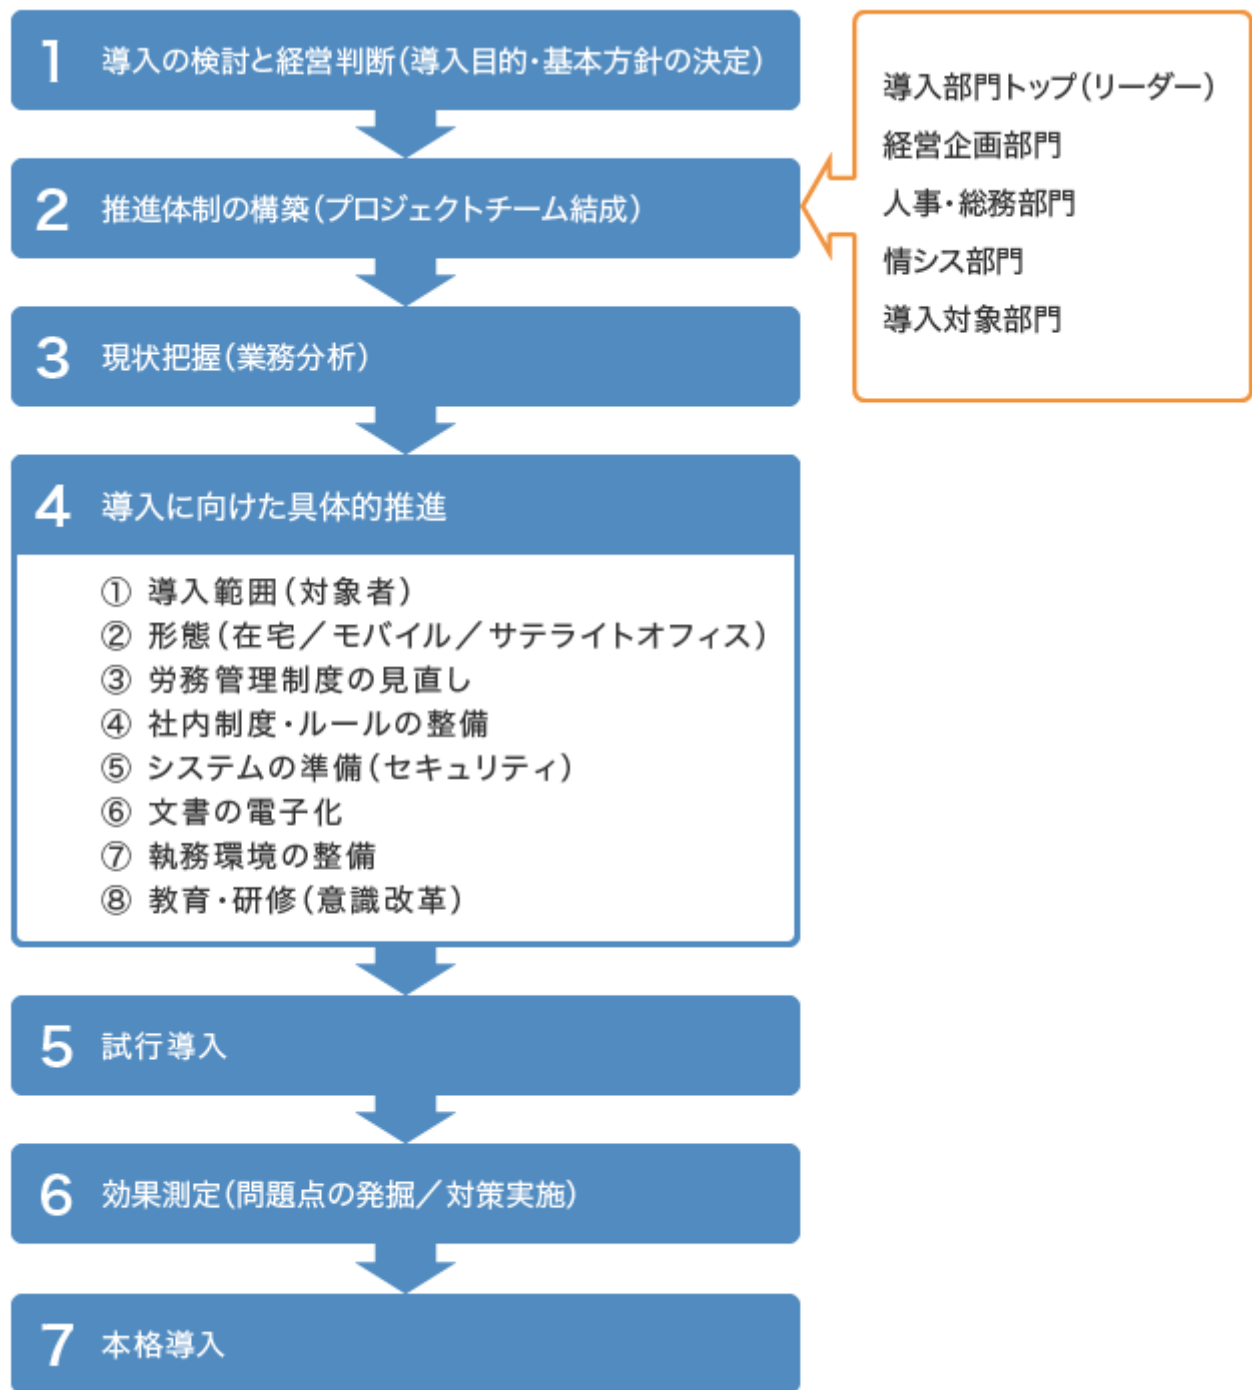 1 導入の検討と経営判断(導入目的・基本方針の決定)
2 推進体制の構築(プロジェクトチーム結成)
導入部門トップ(リーダー)
経営企画部門
人事・総務部門
情シス部門
導入対象部門
3 現状把握(業務分析)
4 導入に向けた具体的推進
① 導入範囲(対象者)
② 形態(在宅／モバイル／サテライトオフィス)
③ 労務管理制度の見直し
④ 社内制度・ルールの整備
⑤ システムの準備(セキュリティ)
⑥ 文書の電子化
⑦ 執務環境の整備
⑧ 教育・研修(意識改革)
5 試行導入
6 効果測定(問題点の発掘／対策実施)
7 本格導入